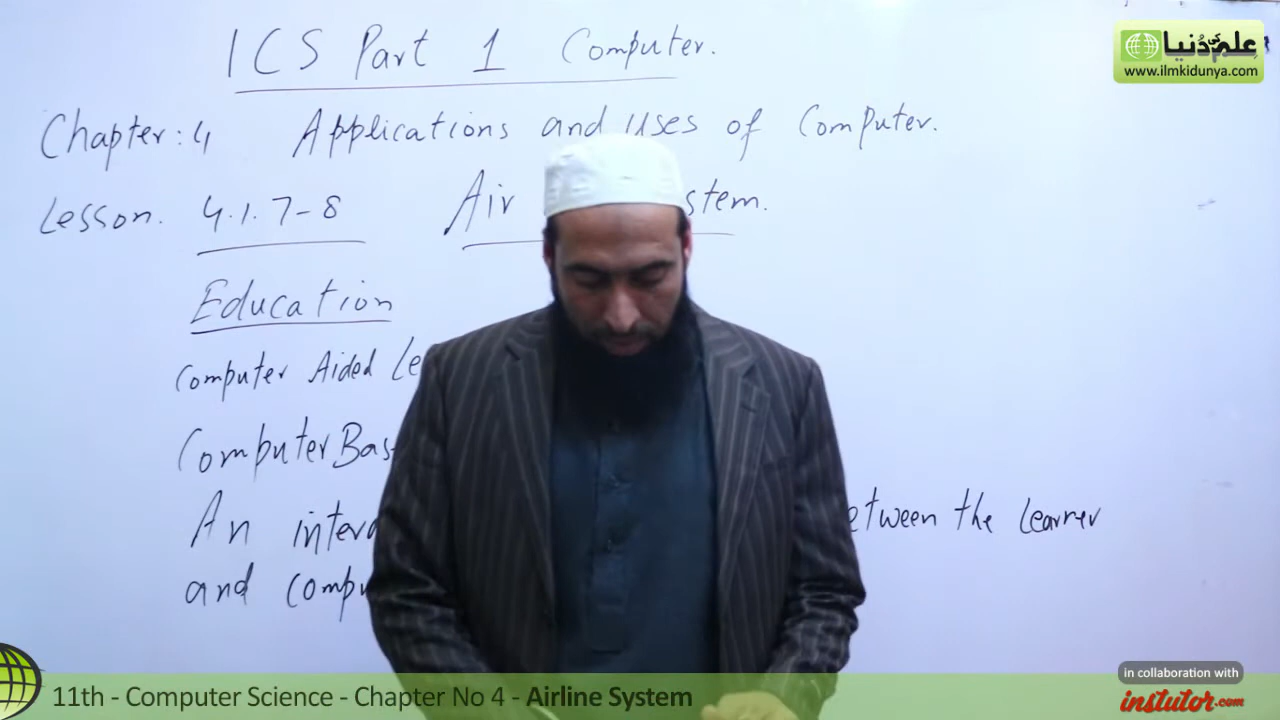 ICS Part 1 Computer.
علم کی دُنیا
www.ilmkidunya.com
Chapter: 4 Applications and Uses of Computer.
Lesson. 4.1.7-8 Air stem.
Education
Computer Aided Le
Computer Bas
An intera etween the Learner
and compu
in collaboration with
instutor.com
11th - Computer Science - Chapter No 4 - Airline System